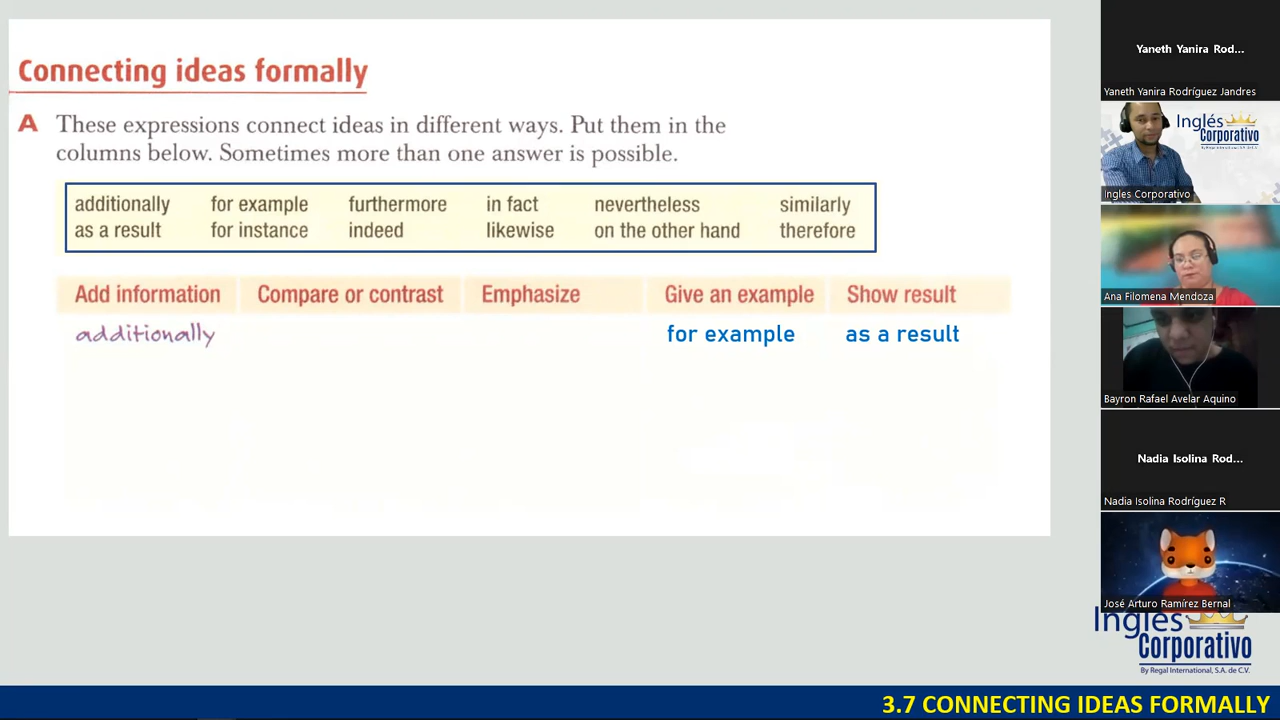 Connecting ideas formally
A These expressions connect ideas in different ways. Put them in the
columns below. Sometimes more than one answer is possible.
additionally for example furthermore in fact nevertheless similarly
as a result for instance indeed likewise on the other hand therefore
Add information Compare or contrast Emphasize Give an example Show result
additionally for example as a result
Yaneth Yanira Rod...
Yaneth Yanira Rodríguez Jandres
Inglés
Corporativo
By Regal International, S.A. de C.V.
Ingles Corporativo
Ana Filomena Mendoza
Bayron Rafael Avelar Aquino
Nadia Isolina Rod...
Nadia Isolina Rodríguez R
José Arturo Ramírez Bernal
Inglés
Corporativo
By Regal International, S.A. de C.V.
3.7 CONNECTING IDEAS FORMALLY